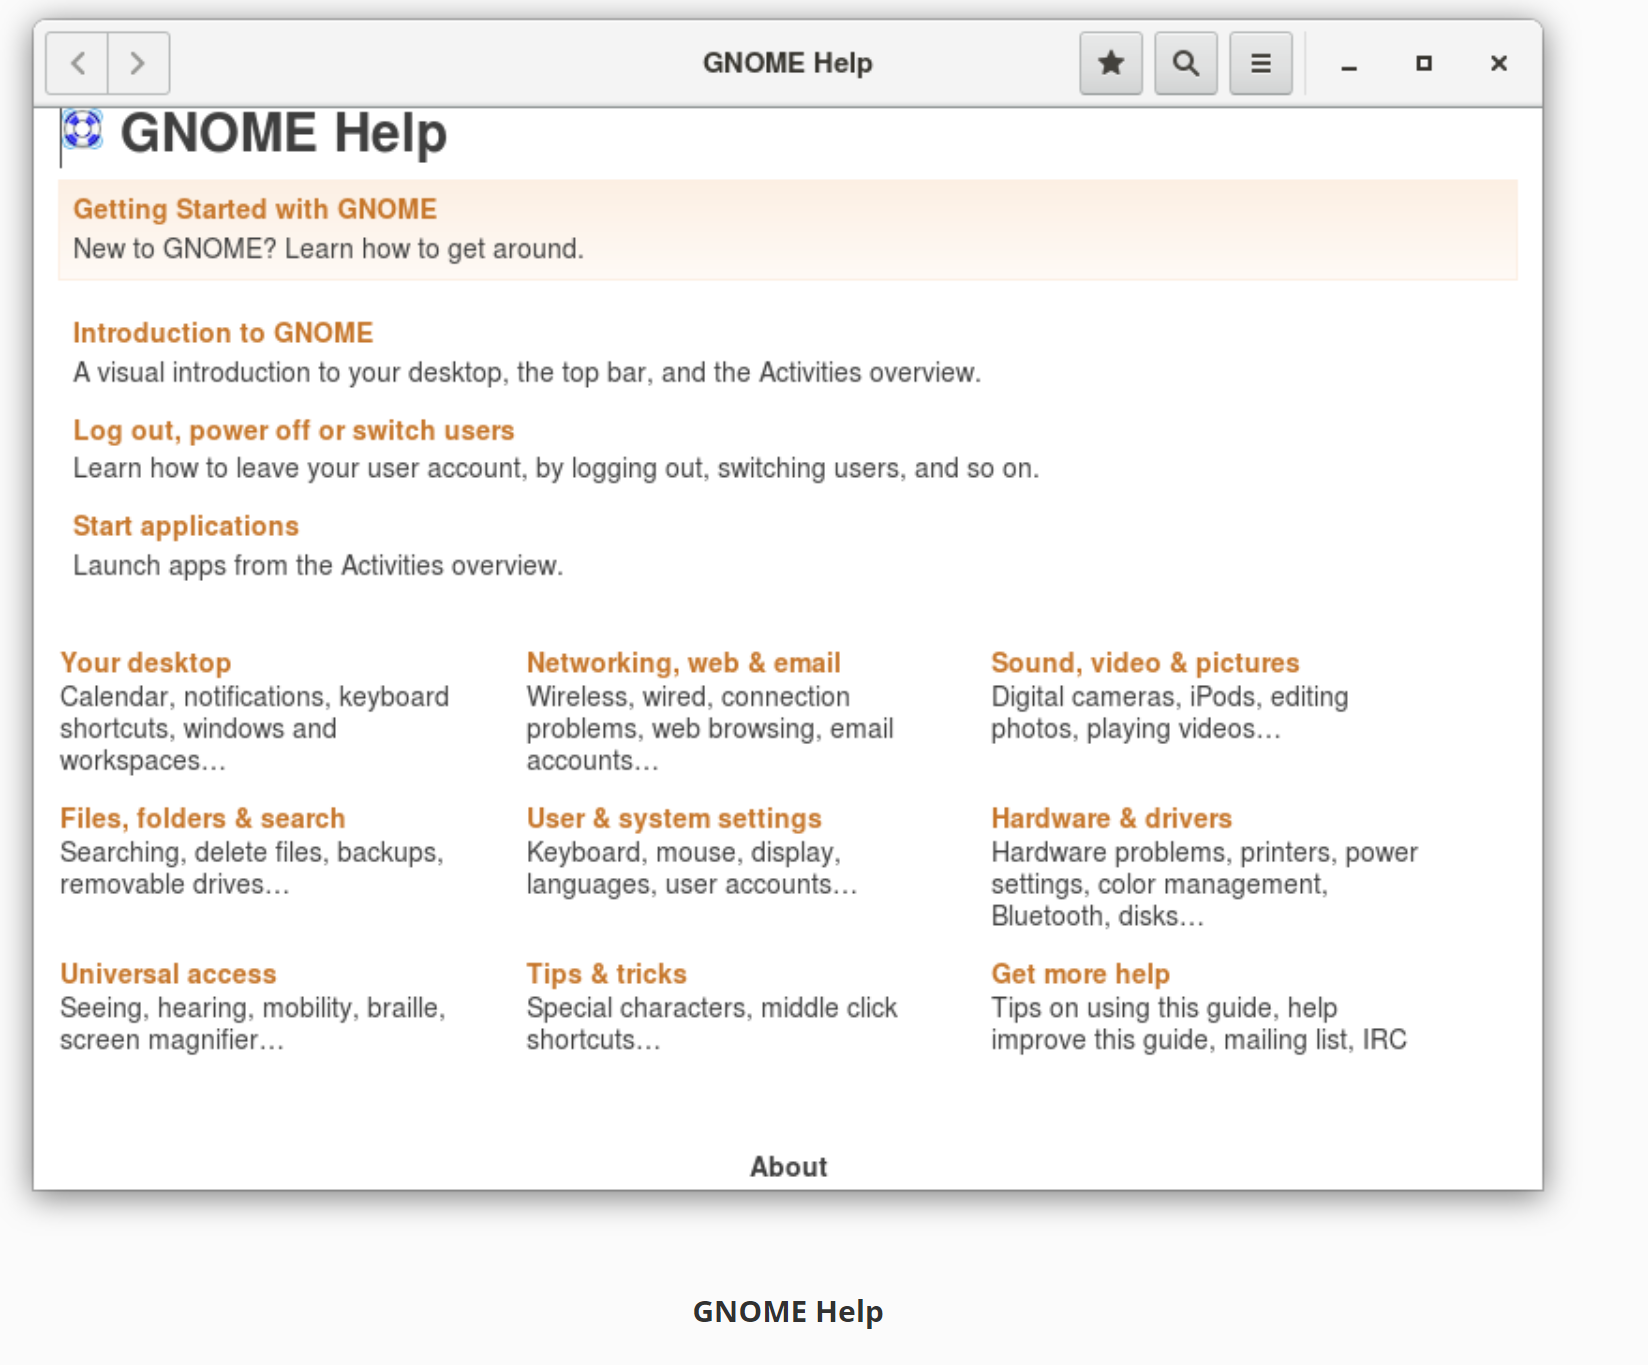 GNOME Help
GNOME Help
Getting Started with GNOME
New to GNOME? Learn how to get around.
Introduction to GNOME
A visual introduction to your desktop, the top bar, and the Activities overview.
Log out, power off or switch users
Learn how to leave your user account, by logging out, switching users, and so on.
Start applications
Launch apps from the Activities overview.
Your desktop
Calendar, notifications, keyboard
shortcuts, windows and
workspaces…
Networking, web & email
Wireless, wired, connection
problems, web browsing, email
accounts…
Sound, video & pictures
Digital cameras, iPods, editing
photos, playing videos…
Files, folders & search
Searching, delete files, backups,
removable drives…
User & system settings
Keyboard, mouse, display,
languages, user accounts…
Hardware & drivers
Hardware problems, printers, power
settings, color management,
Bluetooth, disks…
Universal access
Seeing, hearing, mobility, braille,
screen magnifier…
Tips & tricks
Special characters, middle click
shortcuts…
Get more help
Tips on using this guide, help
improve this guide, mailing list, IRC
About
GNOME Help